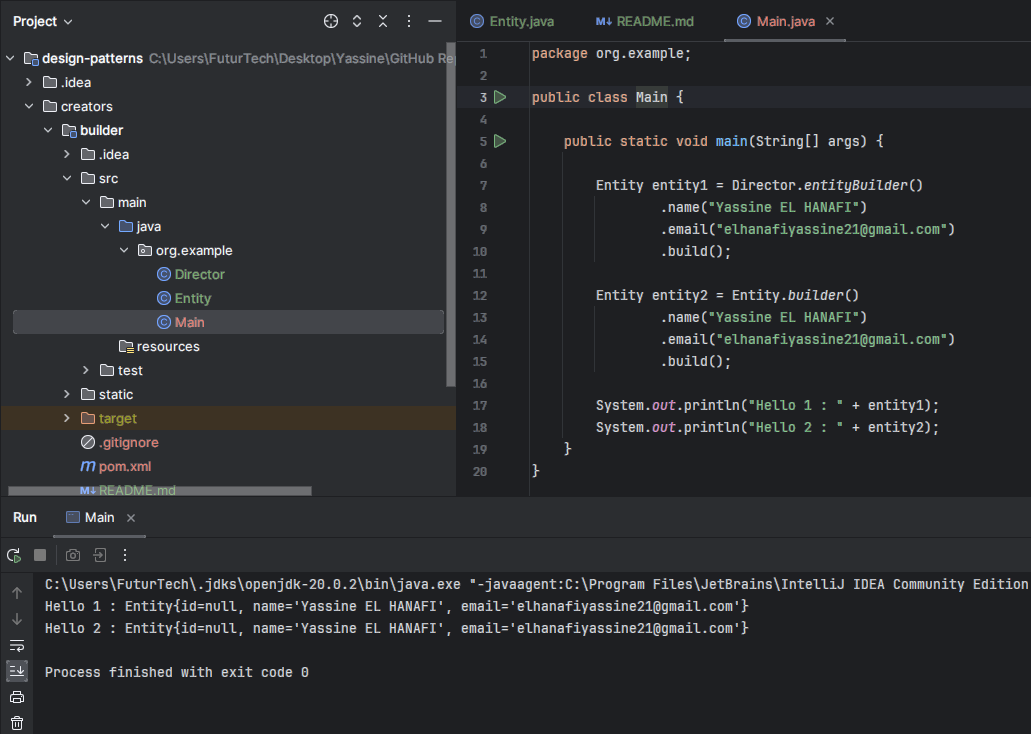 Project
design-patterns C:\Users\FuturTech\Desktop\Yassine\GitHub Re
.idea
creators
builder
.idea
src
main
java
org.example
Director
Entity
Main
resources
test
static
target
.gitignore
pom.xml
README.md
Entity.java README.md Main.java
1 package org.example;
2
3 public class Main {
4
5 public static void main(String[] args) {
6
7 Entity entity1 = Director.entityBuilder()
8 .name("Yassine EL HANAFI")
9 .email("elhanafiyassine21@gmail.com")
10 .build();
11
12 Entity entity2 = Entity.builder()
13 .name("Yassine EL HANAFI")
14 .email("elhanafiyassine21@gmail.com")
15 .build();
16
17 System.out.println("Hello 1 : " + entity1);
18 System.out.println("Hello 2 : " + entity2);
19 }
20 }
Run Main
C:\Users\FuturTech\.jdks\openjdk-20.0.2\bin\java.exe "-javaagent:C:\Program Files\JetBrains\IntelliJ IDEA Community Edition
Hello 1 : Entity{id=null, name='Yassine EL HANAFI', email='elhanafiyassine21@gmail.com'}
Hello 2 : Entity{id=null, name='Yassine EL HANAFI', email='elhanafiyassine21@gmail.com'}
Process finished with exit code 0